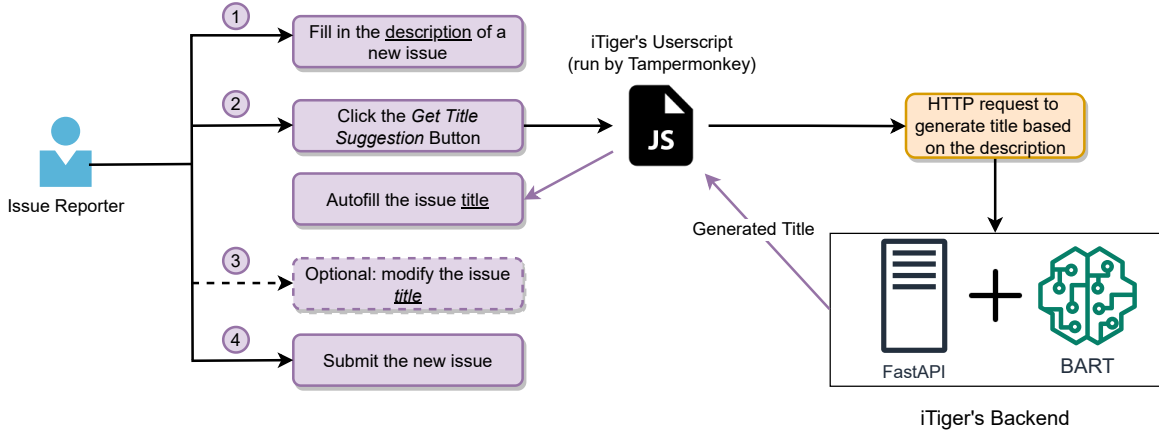 1
Fill in the description of a
new issue
iTiger's Userscript
(run by Tampermonkey)
2
Click the Get Title
Suggestion Button
JS
HTTP request to
generate title based
on the description
Issue Reporter
Autofill the issue title
Generated Title
3
Optional: modify the issue
title
4
Submit the new issue
FastAPI
BART
iTiger's Backend